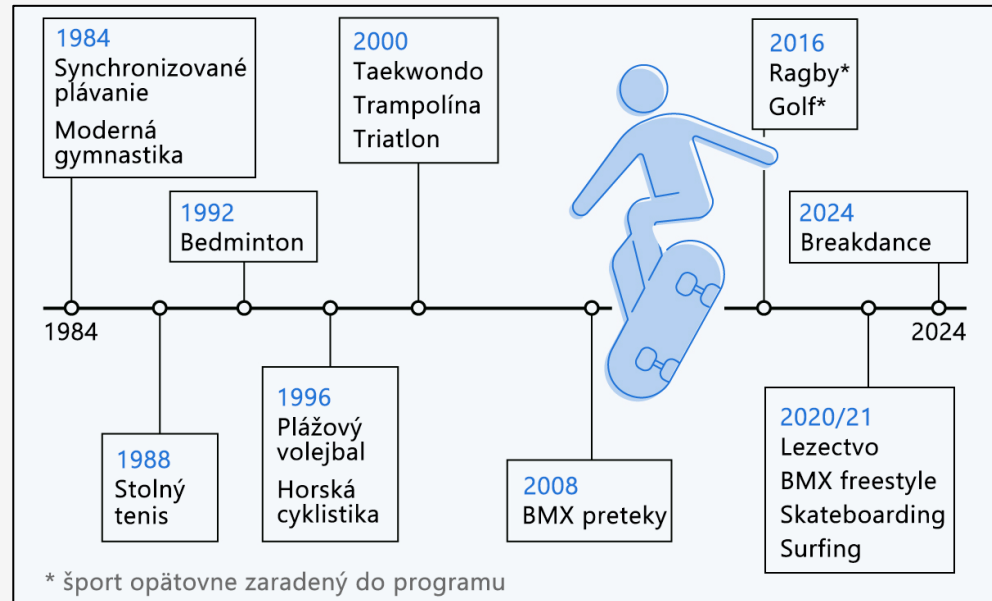 1984
Synchronizované
plávanie
Moderná
gymnastika
2000
Taekwondo
Trampolína
Triatlon
2016
Ragby*
Golf*
1992
Bedminton
2024
Breakdance
1984
2024
1988
Stolný
tenis
1996
Plážový
volejbal
Horská
cyklistika
2008
BMX preteky
2020/21
Lezectvo
BMX freestyle
Skateboarding
Surfing
* šport opätovne zaradený do programu